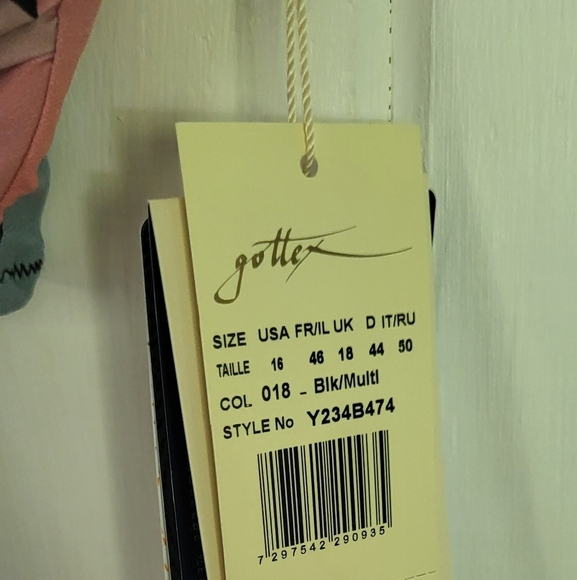 gottex
SIZE USA FR/IL UK D IT/RU
TAILLE 16 46 18 44 50
COL 018 - Blk/Multi
STYLE No Y234B474
7 297542 290935